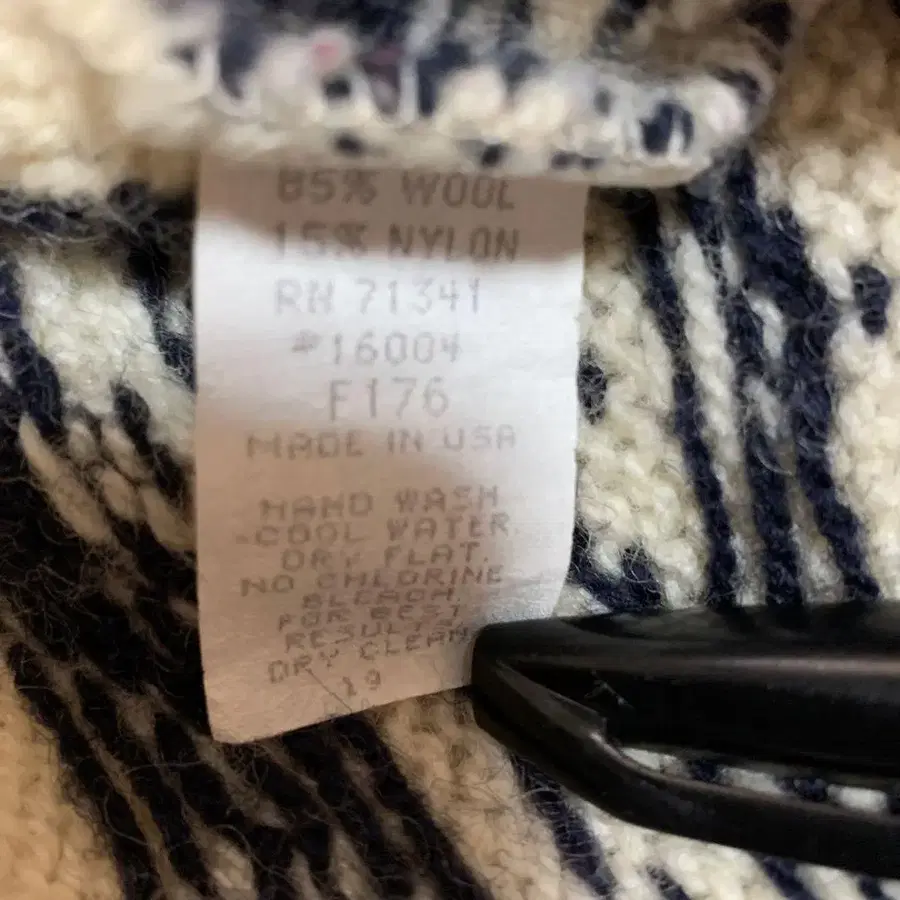 85% WOOL
15% NYLON
RN 71341
#16004
F176
MADE IN USA
HAND WASH
COOL WATER.
DRY FLAT.
NO CHLORINE
BLEACH.
FOR BEST
RESULTS,
DRY CLEAN
19